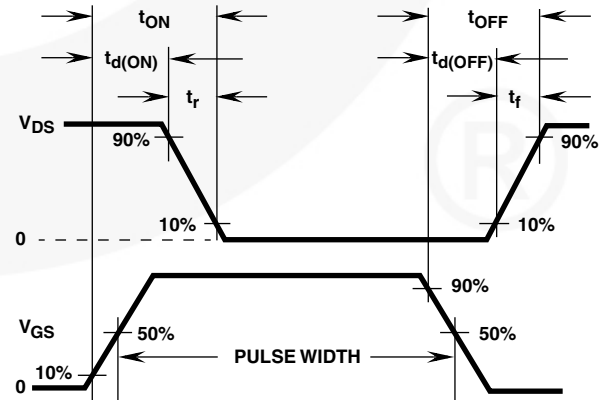 tON tOFF
td(ON) td(OFF)
tr tf
VDS
90% 90%
10% 10%
0
90%
VGS 50% 50%
PULSE WIDTH
10%
0
®